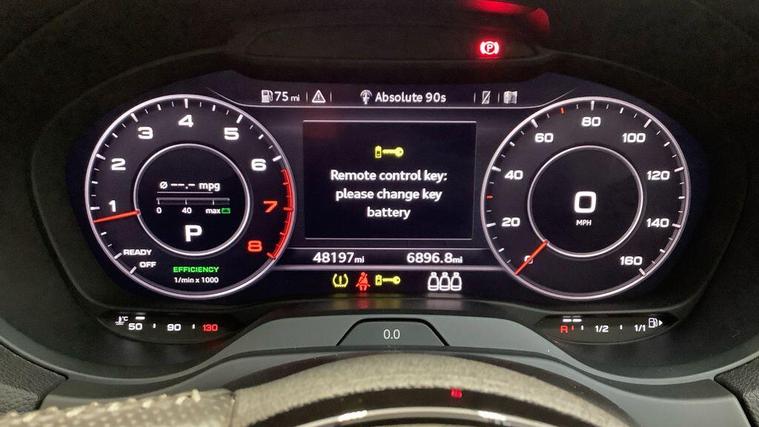 P
75 mi
Absolute 90s
1
2
3
4
5
6
7
8
Ø --.- mpg
0 40 max
P
READY
OFF
EFFICIENCY
1/min x 1000
Remote control key:
please change key
battery
48197mi 6896.8mi
0
20
40
60
80
100
120
140
160
0
MPH
°C
50 90 130
0.0
R 1/2 1/1